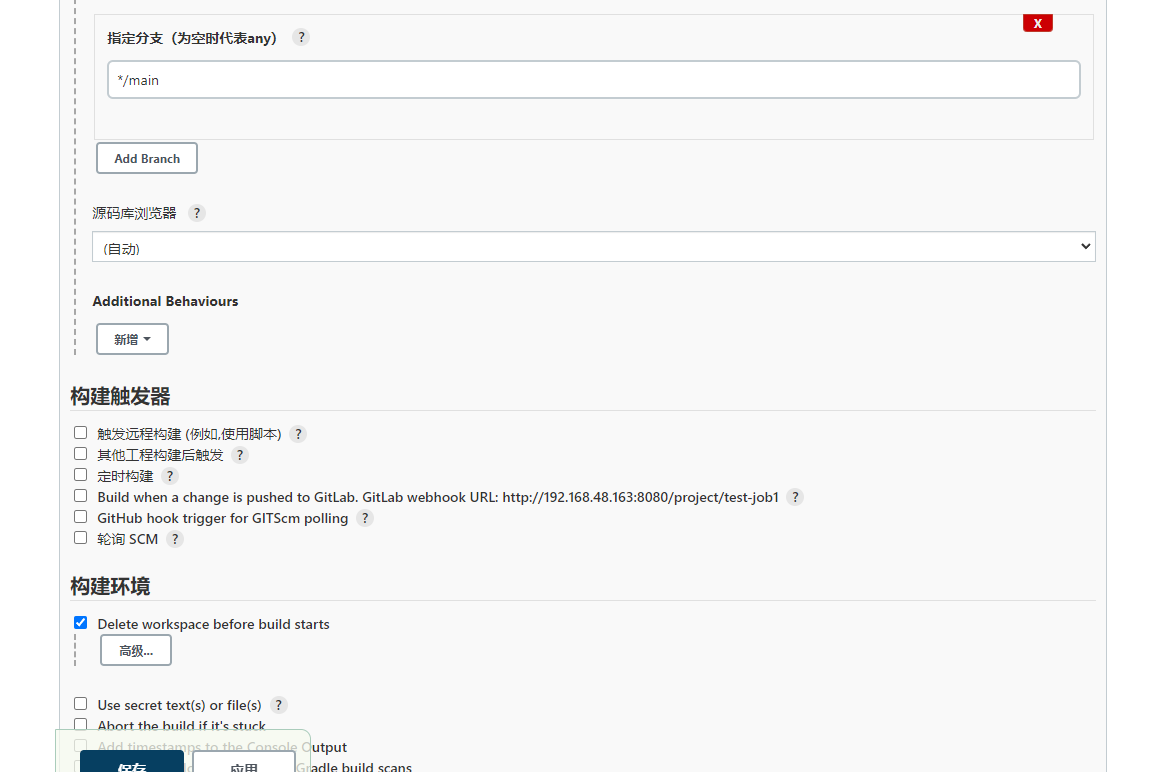 指定分支（为空时代表any） ?
X
*/main
Add Branch
源码库浏览器 ?
(自动)
Additional Behaviours
新增
构建触发器
触发远程构建 (例如,使用脚本) ?
其他工程构建后触发 ?
定时构建 ?
Build when a change is pushed to GitLab. GitLab webhook URL: http://192.168.48.163:8080/project/test-job1 ?
GitHub hook trigger for GITScm polling ?
轮询 SCM ?
构建环境
Delete workspace before build starts
高级...
Use secret text(s) or file(s) ?
Abort the build if it's stuck
Add timestamps to the Console Output
Gradle build scans
保存
应用